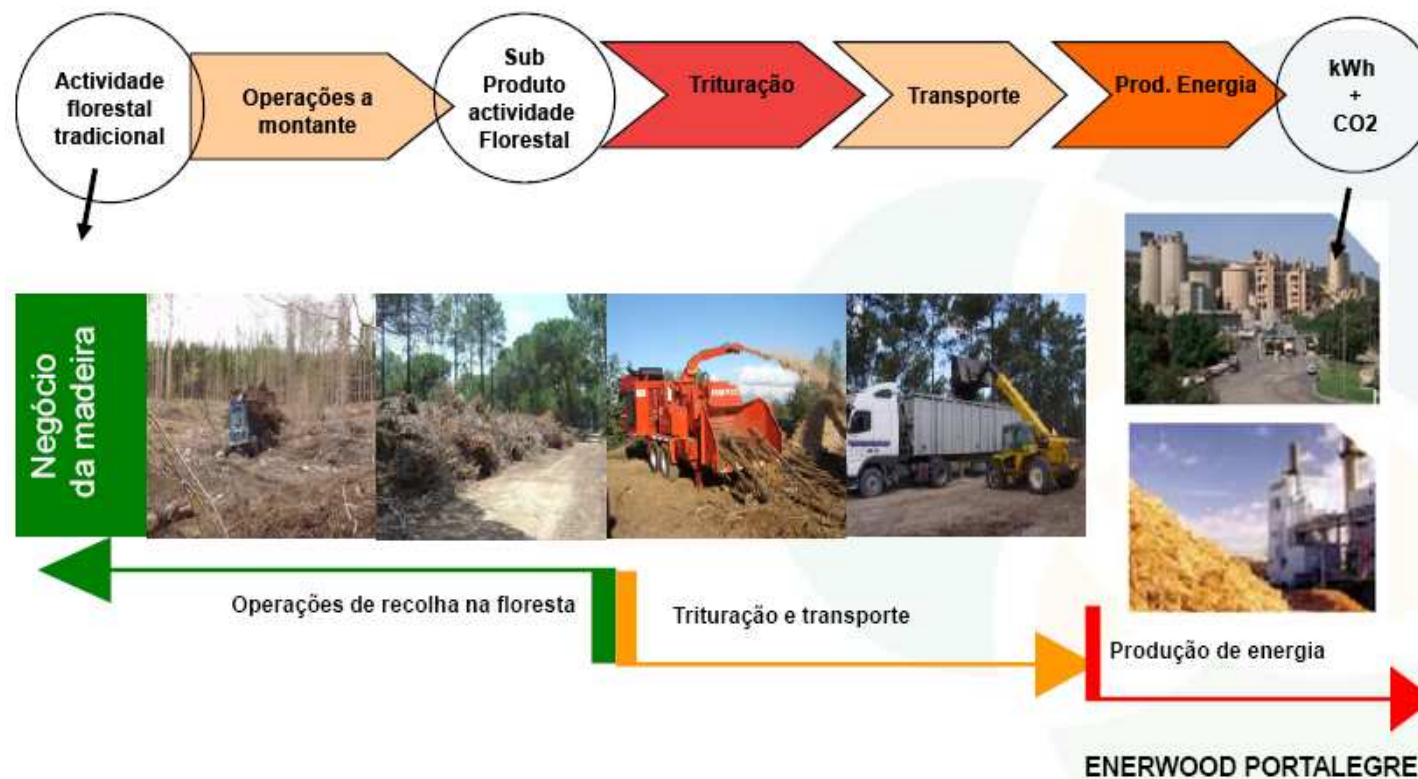 Actividade
florestal
tradicional
Operações a
montante
Sub
Produto
actividade
Florestal
Trituração
Transporte
Prod. Energia
kWh
+
CO2
Negócio
da madeira
Operações de recolha na floresta
Trituração e transporte
Produção de energia
ENERWOOD PORTALEGRE